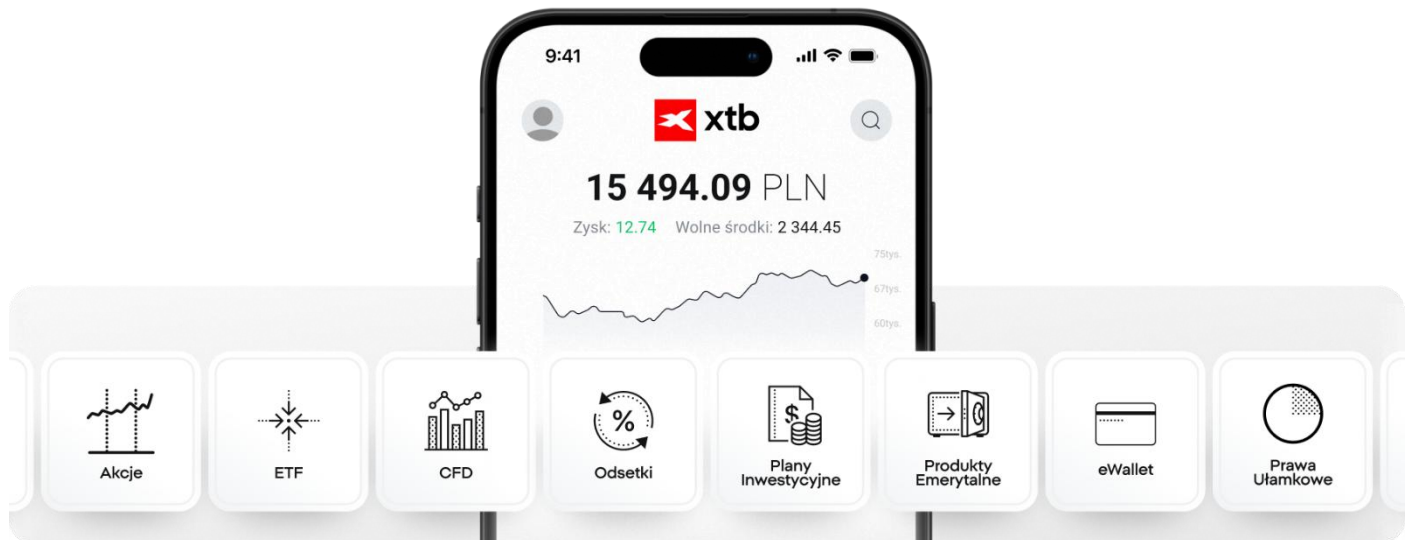 9:41
xtb
15 494.09 PLN
Zysk: 12.74 Wolne środki: 2 344.45
75tys.
67tys.
60tys.
Akcje
ETF
CFD
%
Odsetki
$
Plany
Inwestycyjne
Produkty
Emerytalne
eWallet
Prawa
Ułamkowe